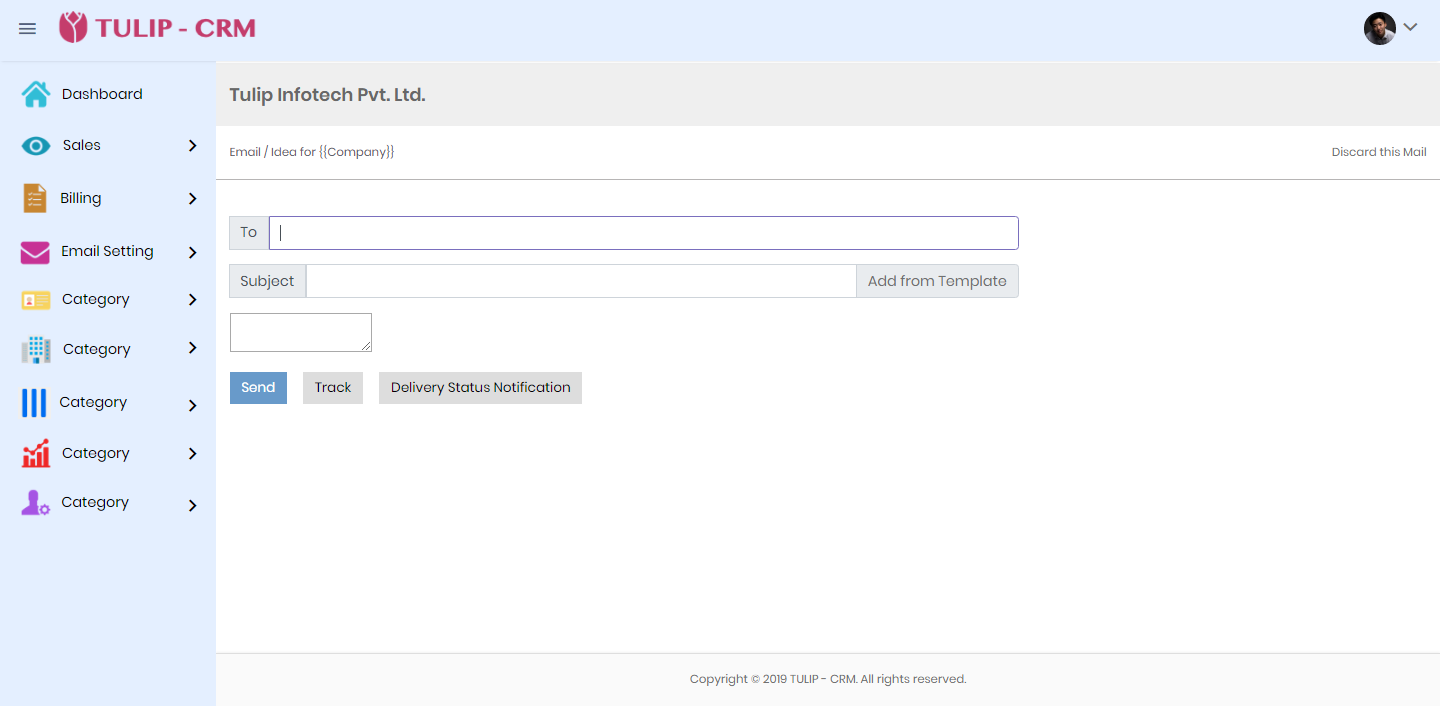 TULIP - CRM
Dashboard
Sales
Billing
Email Setting
Category
Category
Category
Category
Category
Tulip Infotech Pvt. Ltd.
Email / Idea for {{Company}}
Discard this Mail
To
Subject
Add from Template
Send
Track
Delivery Status Notification
Copyright © 2019 TULIP - CRM. All rights reserved.